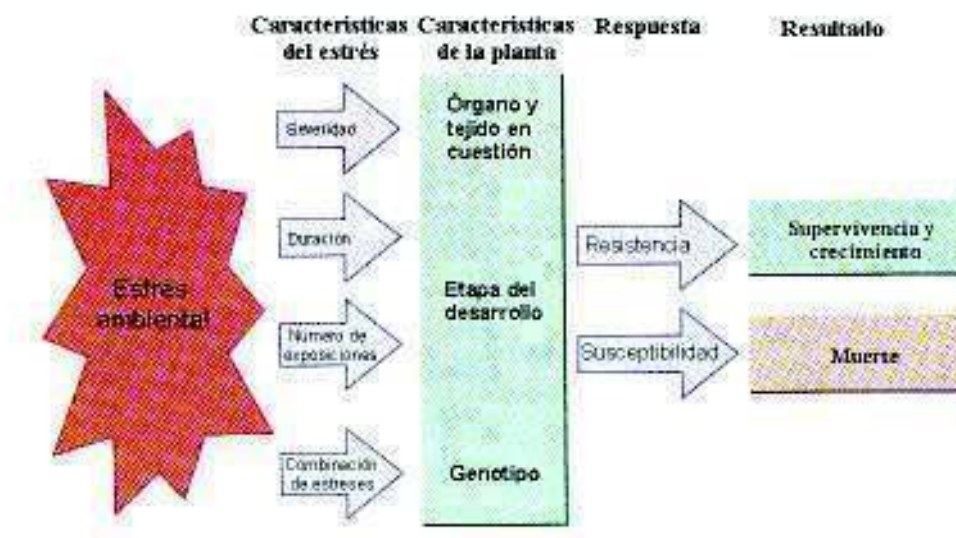 Características
del estrés
Características
de la planta
Respuesta
Resultado
Estrés
ambiental
Severidad
Duración
Número de
exposiciones
Combinación
de estreses
Órgano y
tejido en
cuestión
Etapa del
desarrollo
Genotipo
Resistencia
Susceptibilidad
Supervivencia y
crecimiento
Muerte